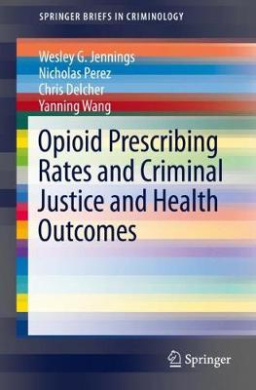 SPRINGER BRIEFS IN CRIMINOLOGY
Wesley G. Jennings
Nicholas Perez
Chris Delcher
Yanning Wang
Opioid Prescribing
Rates and Criminal
Justice and Health
Outcomes
Springer